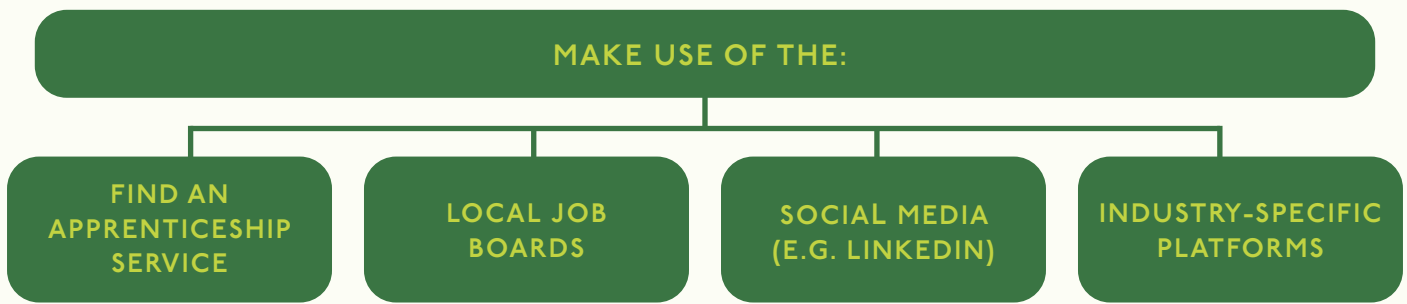 MAKE USE OF THE:
FIND AN
APPRENTICESHIP
SERVICE
LOCAL JOB
BOARDS
SOCIAL MEDIA
(E.G. LINKEDIN)
INDUSTRY-SPECIFIC
PLATFORMS